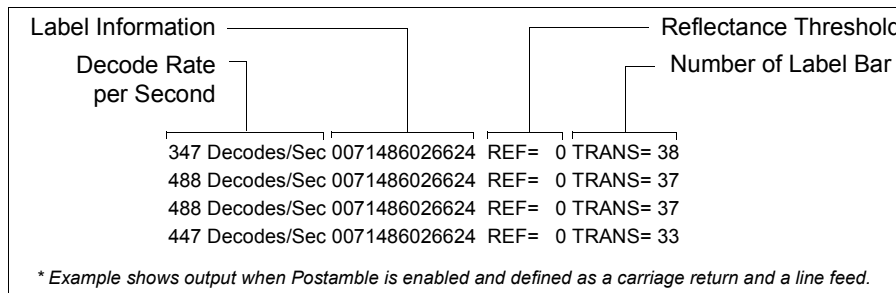 Label Information
Reflectance Threshold
Decode Rate
per Second
Number of Label Bar
347 Decodes/Sec 0071486026624 REF= 0 TRANS= 38
488 Decodes/Sec 0071486026624 REF= 0 TRANS= 37
488 Decodes/Sec 0071486026624 REF= 0 TRANS= 37
447 Decodes/Sec 0071486026624 REF= 0 TRANS= 33
* Example shows output when Postamble is enabled and defined as a carriage return and a line feed.